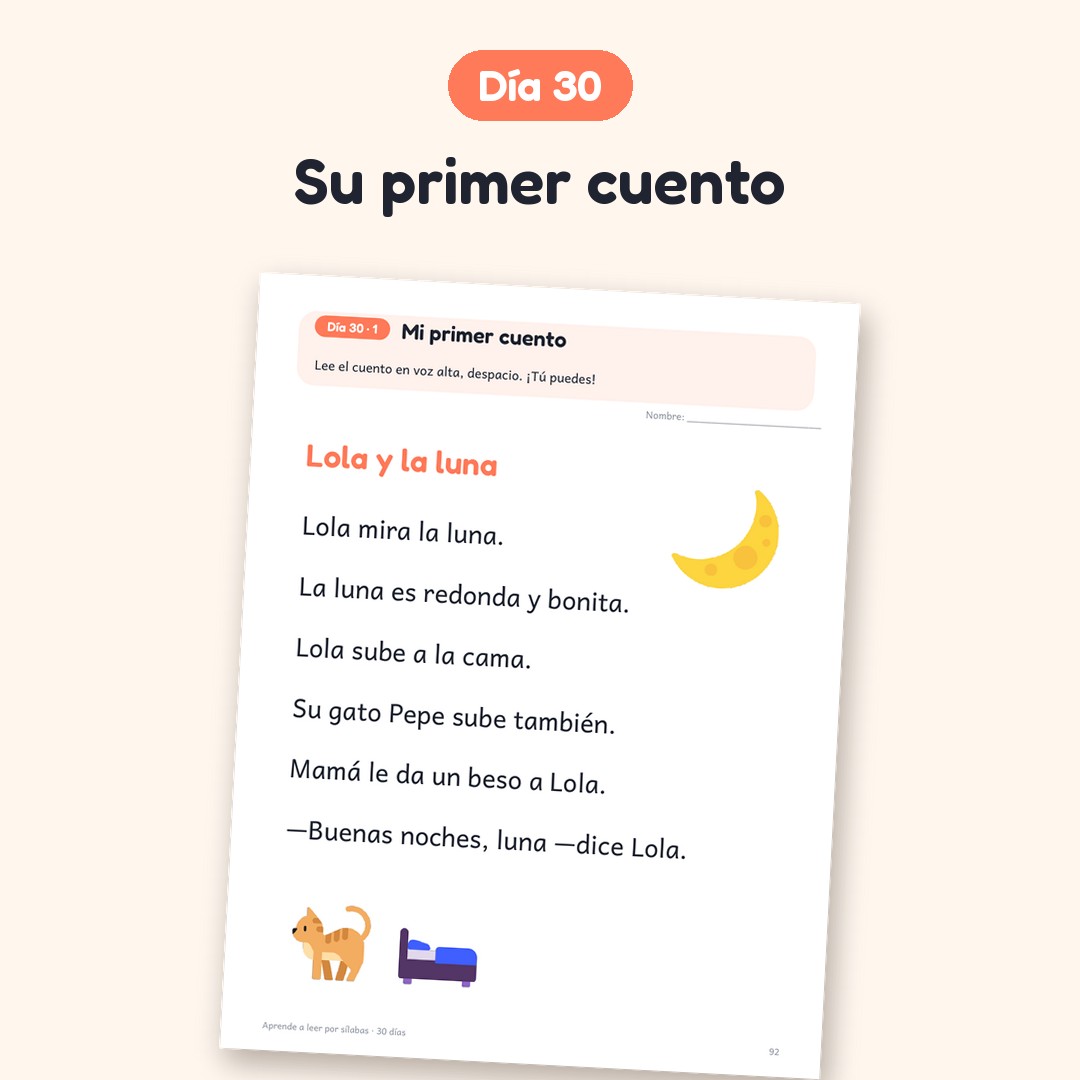 Día 30
Su primer cuento
Día 30 · 1 Mi primer cuento
Lee el cuento en voz alta, despacio. ¡Tú puedes!
Nombre:
Lola y la luna
Lola mira la luna.
La luna es redonda y bonita.
Lola sube a la cama.
Su gato Pepe sube también.
Mamá le da un beso a Lola.
—Buenas noches, luna —dice Lola.
Aprende a leer por sílabas · 30 días
92